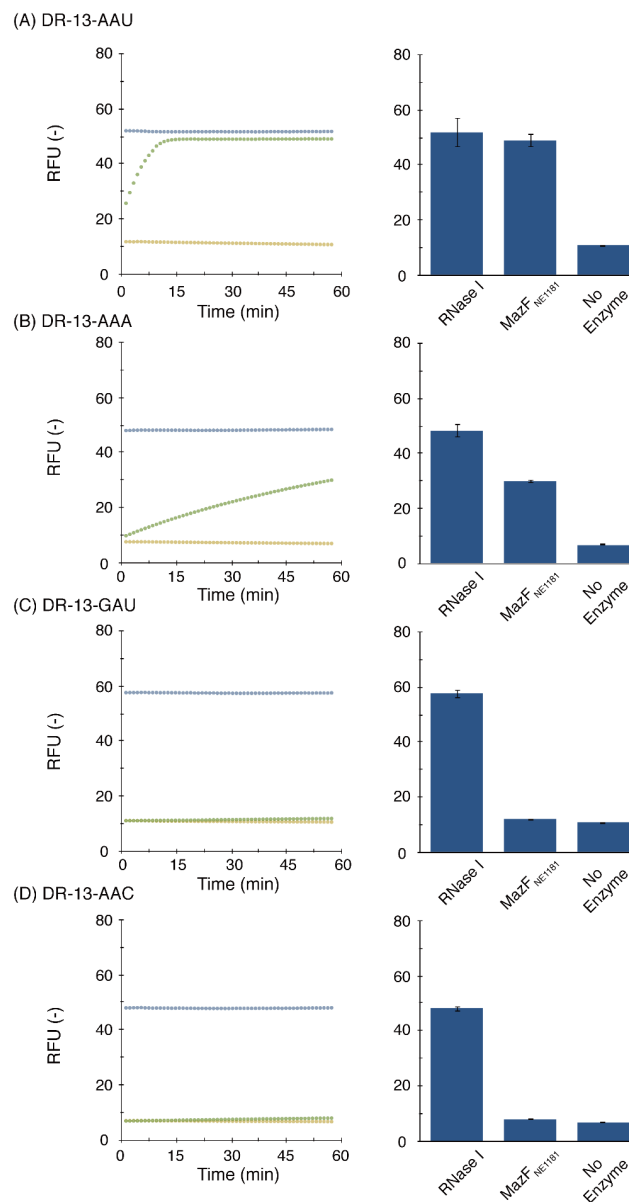 (A) DR-13-AAU
80
60
40
20
0
RFU (-)
0 15 30 45 60
Time (min)
80
60
40
20
0
RNase I
MazF NE1181
No
Enzyme
(B) DR-13-AAA
80
60
40
20
0
RFU (-)
0 15 30 45 60
Time (min)
80
60
40
20
0
RNase I
MazF NE1181
No
Enzyme
(C) DR-13-GAU
80
60
40
20
0
RFU (-)
0 15 30 45 60
Time (min)
80
60
40
20
0
RNase I
MazF NE1181
No
Enzyme
(D) DR-13-AAC
80
60
40
20
0
RFU (-)
0 15 30 45 60
Time (min)
80
60
40
20
0
RNase I
MazF NE1181
No
Enzyme